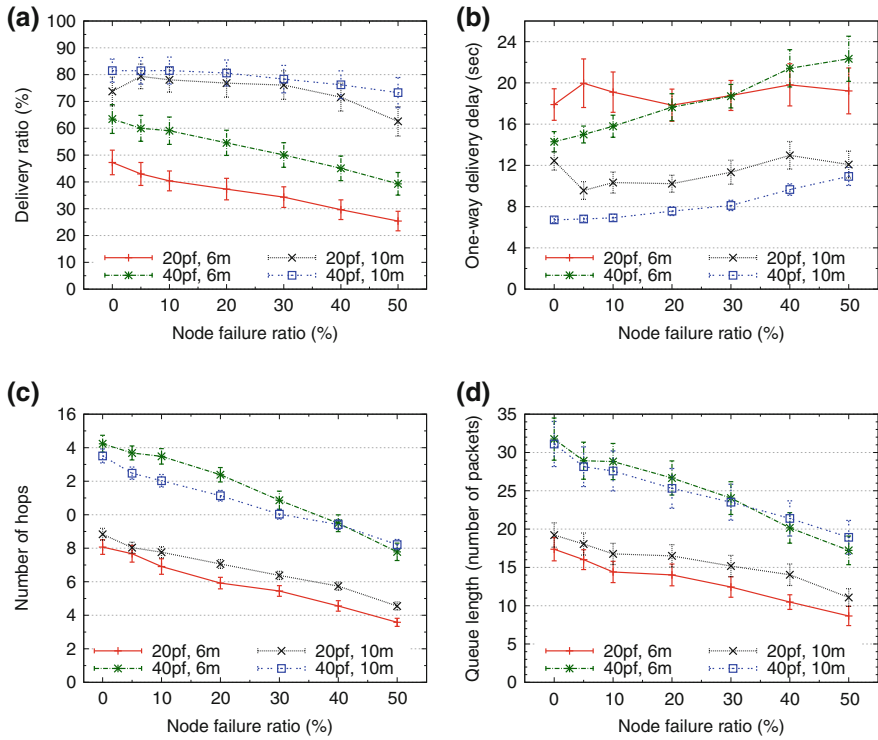 (a)
Delivery ratio (%)
100
90
80
70
60
50
40
30
20
10
0
20pf, 6m
40pf, 6m
20pf, 10m
40pf, 10m
0 10 20 30 40 50
Node failure ratio (%)
(b)
One-way delivery delay (sec)
24
20
16
12
8
4
0
20pf, 6m
40pf, 6m
20pf, 10m
40pf, 10m
0 10 20 30 40 50
Node failure ratio (%)
(c)
Number of hops
16
4
2
0
8
6
4
2
0
20pf, 6m
40pf, 6m
20pf, 10m
40pf, 10m
0 10 20 30 40 50
Node failure ratio (%)
(d)
Queue length (number of packets)
35
30
25
20
15
10
5
0
20pf, 6m
40pf, 6m
20pf, 10m
40pf, 10m
0 10 20 30 40 50
Node failure ratio (%)